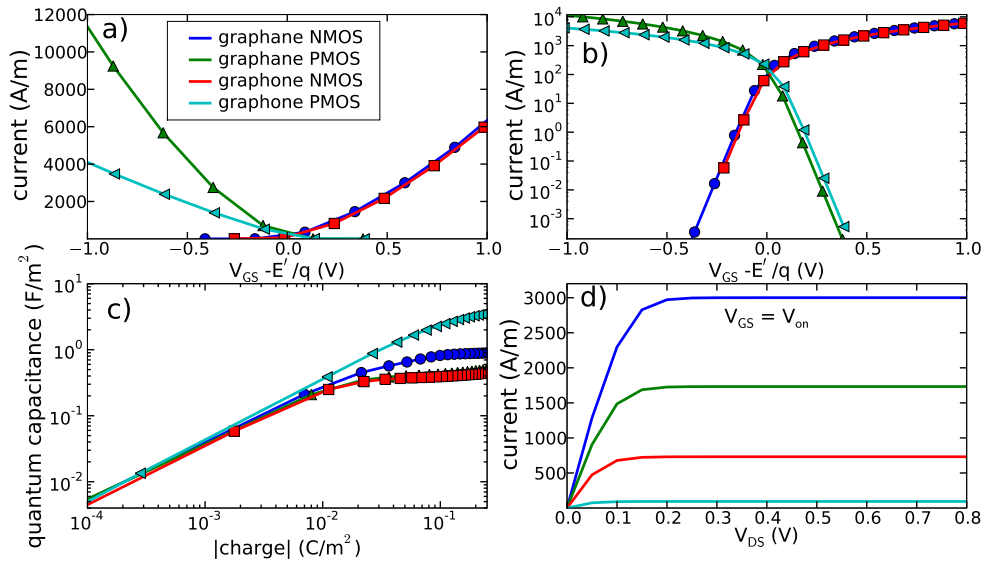 a)
current (A/m)
12000
10000
8000
6000
4000
2000
−1.0 −0.5 0.0 0.5 1.0
V_GS -E′/q (V)
graphane NMOS
graphane PMOS
graphone NMOS
graphone PMOS
b)
current (A/m)
10^4
10^3
10^2
10^1
10^0
10^-1
10^-2
10^-3
−1.0 −0.5 0.0 0.5 1.0
V_GS -E′/q (V)
c)
quantum capacitance (F/m^2)
10^1
10^0
10^-1
10^-2
10^-4 10^-3 10^-2 10^-1
|charge| (C/m^2)
d)
V_GS = V_on
current (A/m)
3000
2500
2000
1500
1000
500
0.0 0.1 0.2 0.3 0.4 0.5 0.6 0.7 0.8
V_DS (V)